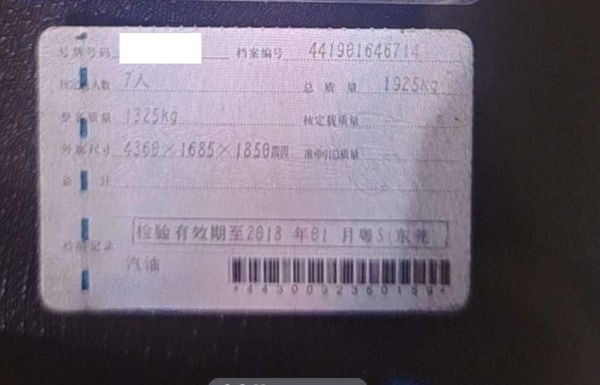 号牌号码 档案编号 441901646714
核定载人数 7人 总质量 1925kg
整备质量 1325kg 核定载质量
外廓尺寸 4360×1685×1850 准牵引总质量
备 注
检验有效期至2018年01月粤S(东莞)
检验记录
汽油